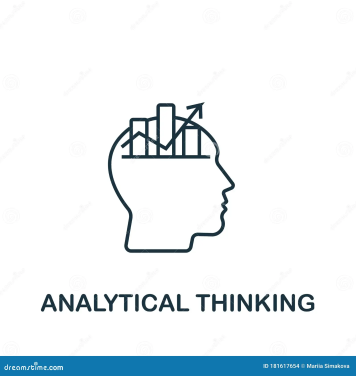 ANALYTICAL THINKING
dreamstime.com
ID 181617654 © Mariia Simakova